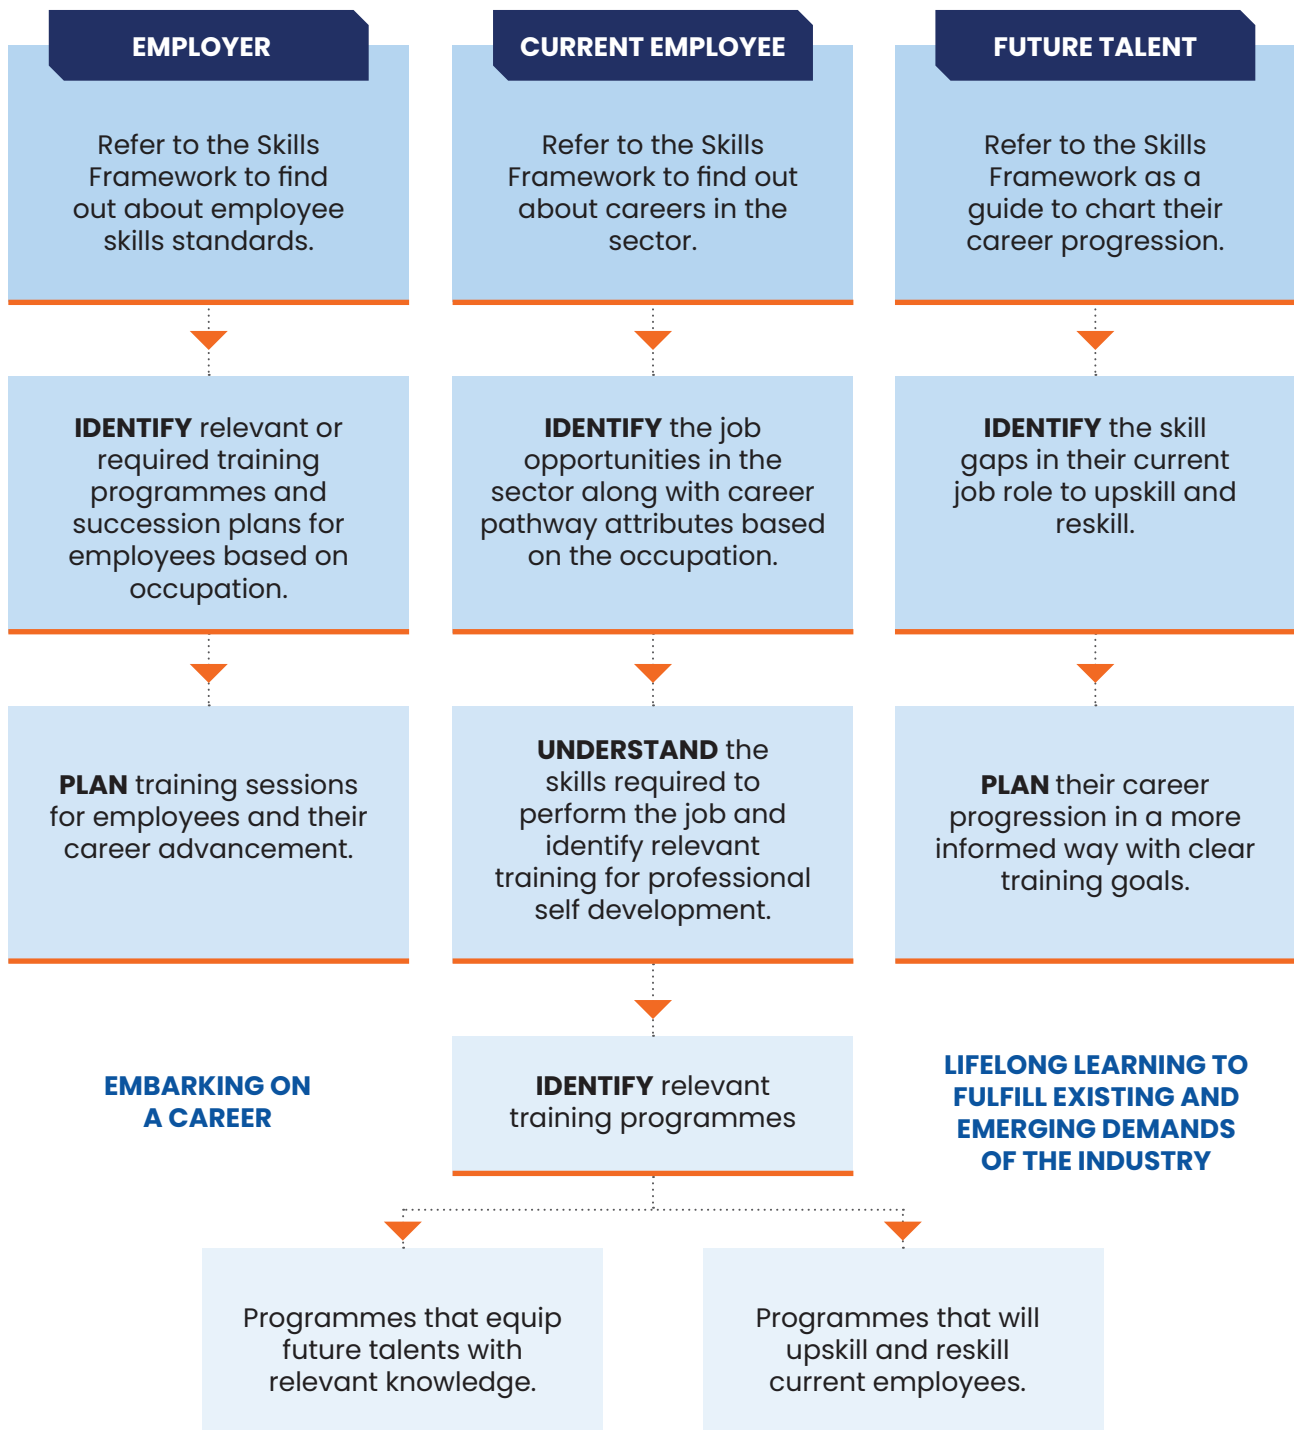 EMPLOYER
Refer to the Skills
Framework to find
out about employee
skills standards.
IDENTIFY relevant or
required training
programmes and
succession plans for
employees based on
occupation.
PLAN training sessions
for employees and their
career advancement.
CURRENT EMPLOYEE
Refer to the Skills
Framework to find out
about careers in the
sector.
IDENTIFY the job
opportunities in the
sector along with career
pathway attributes based
on the occupation.
UNDERSTAND the
skills required to
perform the job and
identify relevant
training for professional
self development.
FUTURE TALENT
Refer to the Skills
Framework as a
guide to chart their
career progression.
IDENTIFY the skill
gaps in their current
job role to upskill and
reskill.
PLAN their career
progression in a more
informed way with clear
training goals.
EMBARKING ON
A CAREER
IDENTIFY relevant
training programmes
LIFELONG LEARNING TO
FULFILL EXISTING AND
EMERGING DEMANDS
OF THE INDUSTRY
Programmes that equip
future talents with
relevant knowledge.
Programmes that will
upskill and reskill
current employees.